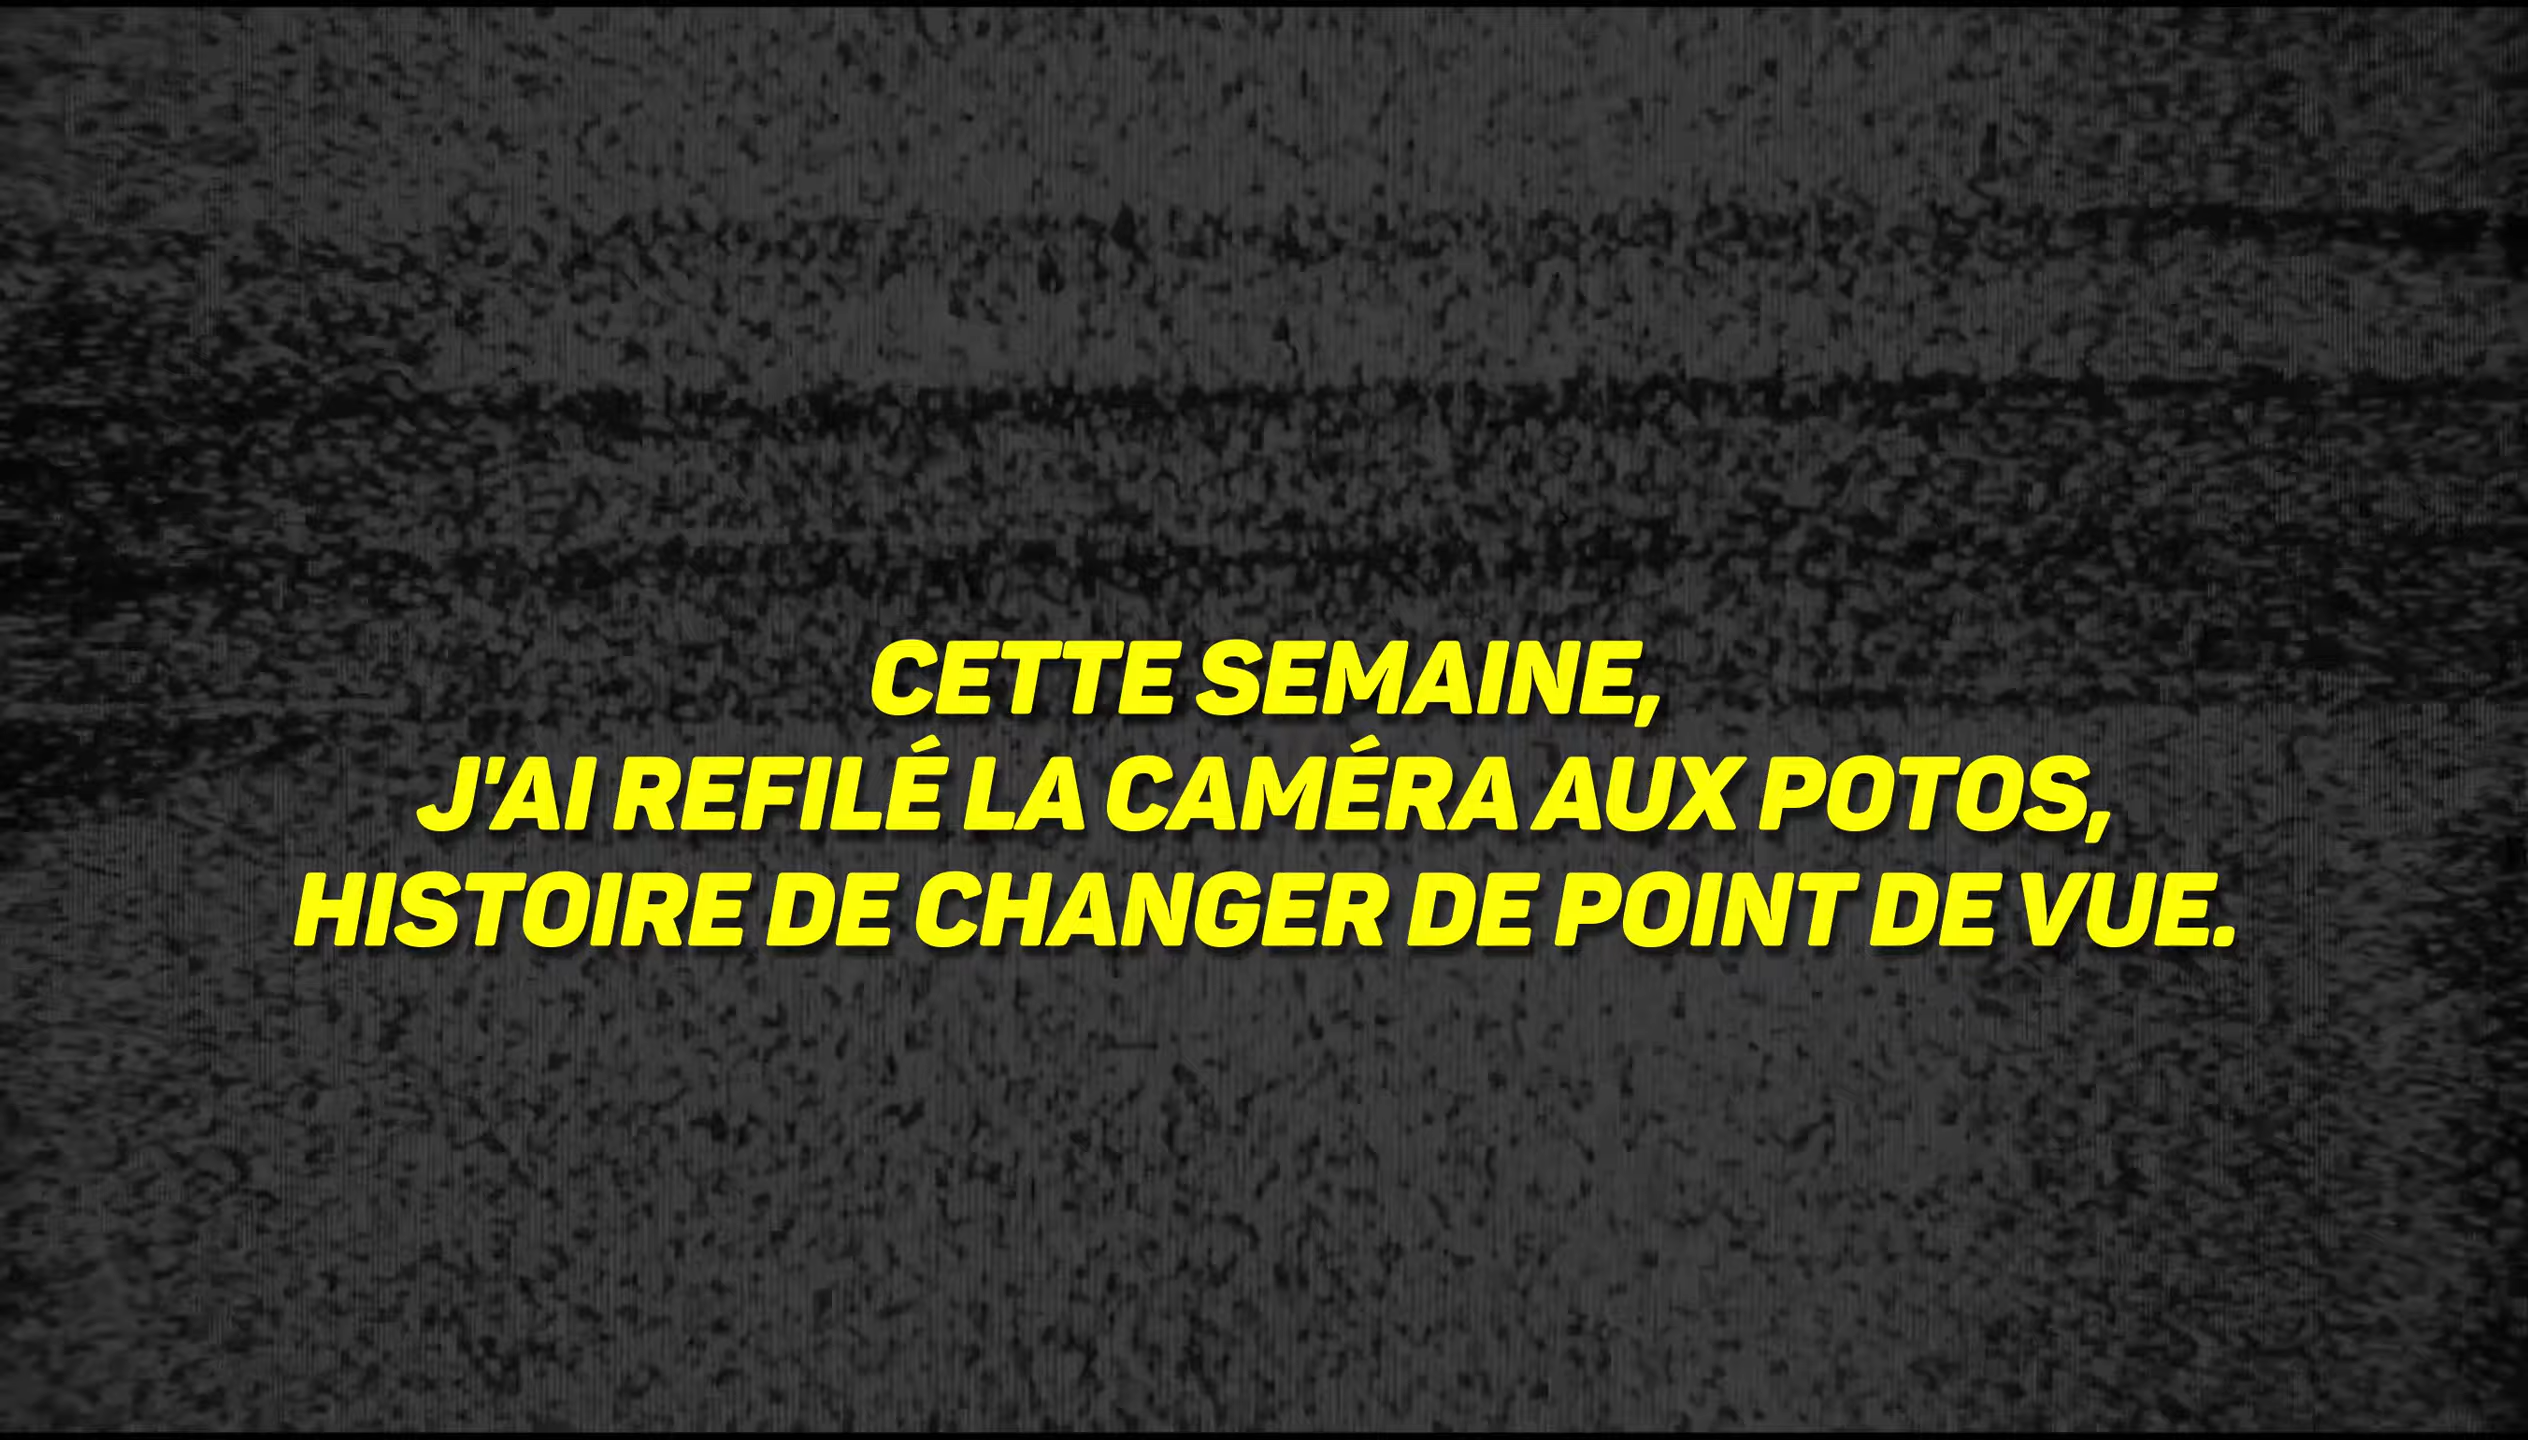 CETTE SEMAINE,
J'AI REFILÉ LA CAMÉRA AUX POTOS,
HISTOIRE DE CHANGER DE POINT DE VUE.